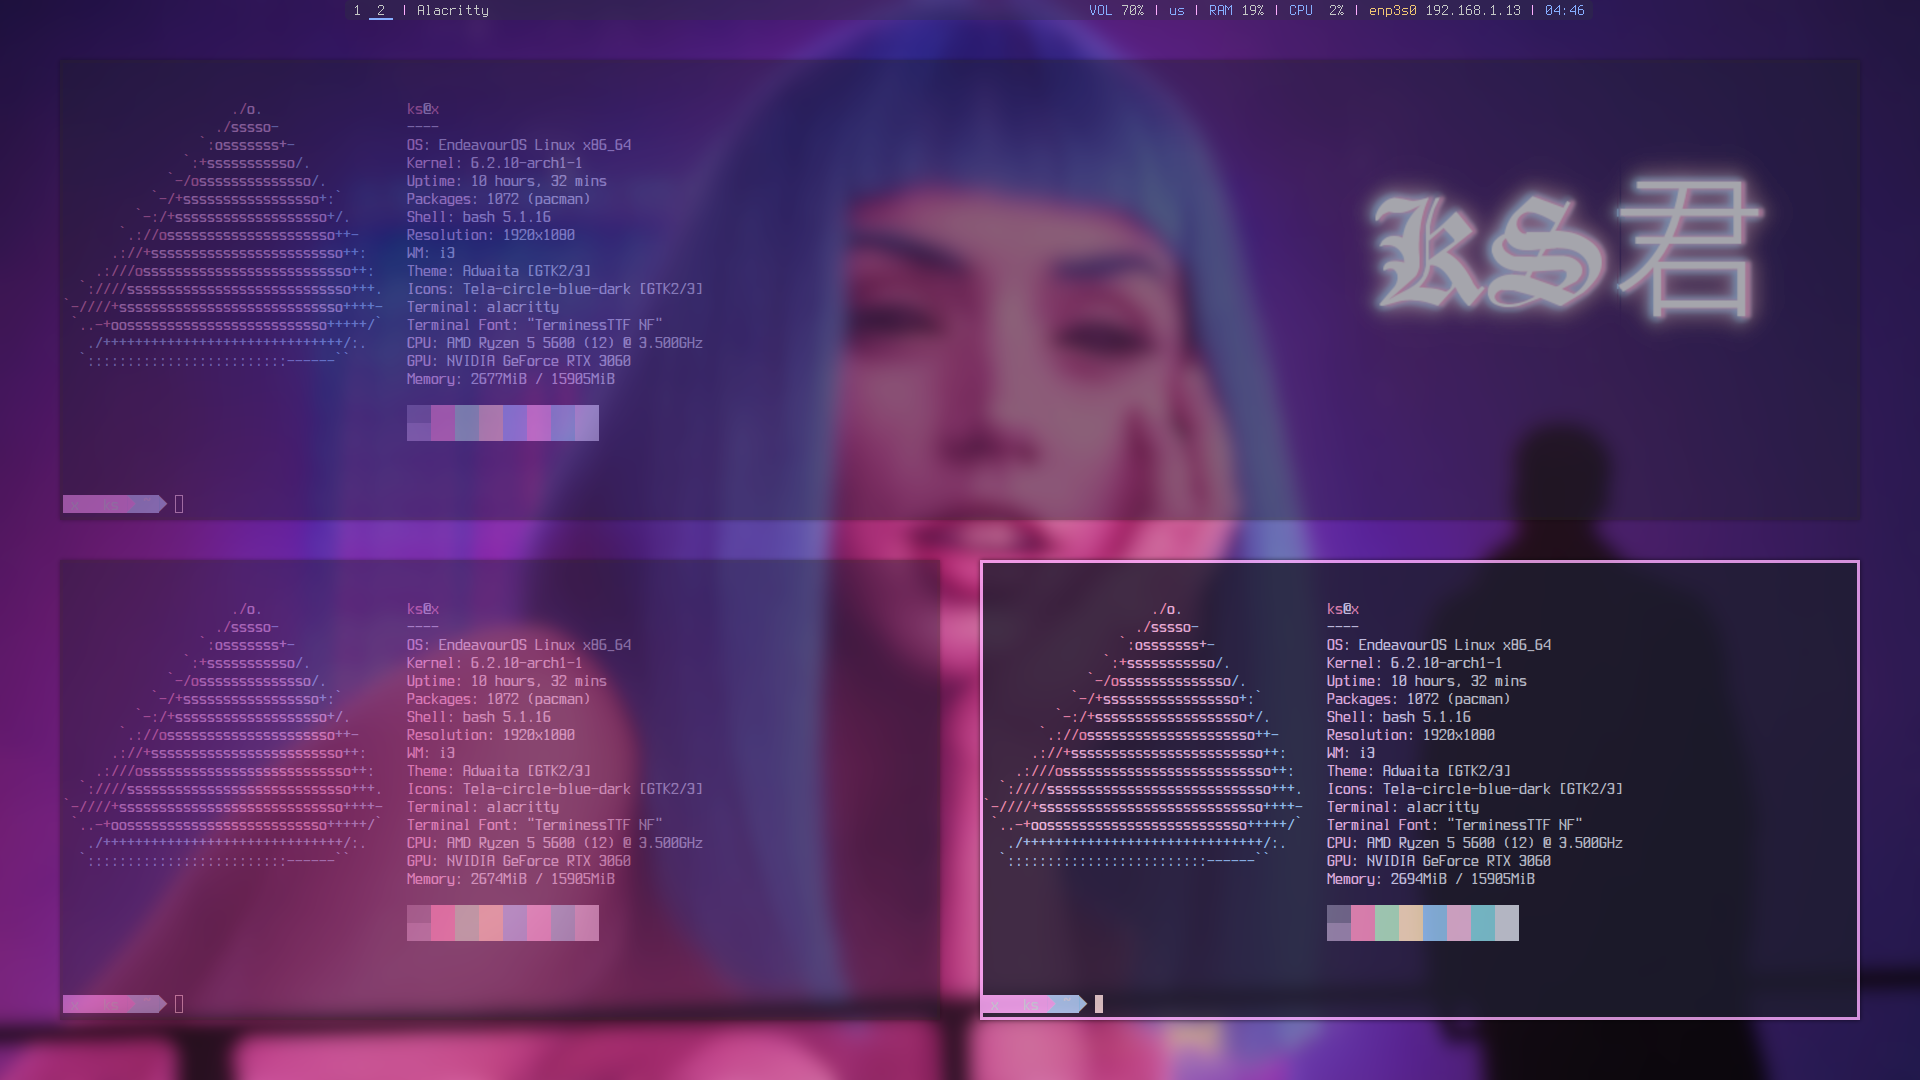 1 2 | Alacritty
VOL 70% | us | RAM 19% | CPU 2% | enp3s0 192.168.1.13 | 04:46
ks@x
----
OS: EndeavourOS Linux x86_64
Kernel: 6.2.10-arch1-1
Uptime: 10 hours, 32 mins
Packages: 1072 (pacman)
Shell: bash 5.1.16
Resolution: 1920x1080
WM: i3
Theme: Adwaita [GTK2/3]
Icons: Tela-circle-blue-dark [GTK2/3]
Terminal: alacritty
Terminal Font: "TerminessTTF NF"
CPU: AMD Ryzen 5 5600 (12) @ 3.500GHz
GPU: NVIDIA GeForce RTX 3060
Memory: 2677MiB / 15905MiB
x ks ~
ks君
ks@x
----
OS: EndeavourOS Linux x86_64
Kernel: 6.2.10-arch1-1
Uptime: 10 hours, 32 mins
Packages: 1072 (pacman)
Shell: bash 5.1.16
Resolution: 1920x1080
WM: i3
Theme: Adwaita [GTK2/3]
Icons: Tela-circle-blue-dark [GTK2/3]
Terminal: alacritty
Terminal Font: "TerminessTTF NF"
CPU: AMD Ryzen 5 5600 (12) @ 3.500GHz
GPU: NVIDIA GeForce RTX 3060
Memory: 2674MiB / 15905MiB
x ks ~
ks@x
----
OS: EndeavourOS Linux x86_64
Kernel: 6.2.10-arch1-1
Uptime: 10 hours, 32 mins
Packages: 1072 (pacman)
Shell: bash 5.1.16
Resolution: 1920x1080
WM: i3
Theme: Adwaita [GTK2/3]
Icons: Tela-circle-blue-dark [GTK2/3]
Terminal: alacritty
Terminal Font: "TerminessTTF NF"
CPU: AMD Ryzen 5 5600 (12) @ 3.500GHz
GPU: NVIDIA GeForce RTX 3060
Memory: 2694MiB / 15905MiB
x ks ~